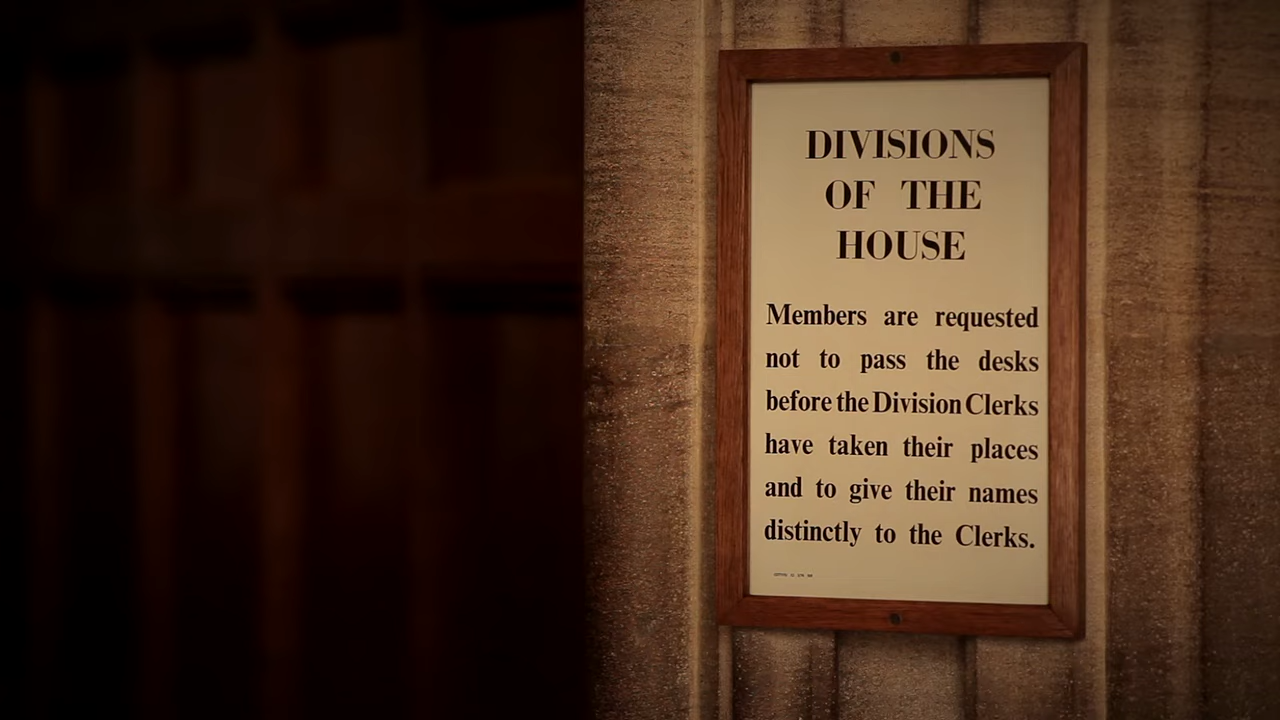 DIVISIONS
OF THE
HOUSE
Members are requested
not to pass the desks
before the Division Clerks
have taken their places
and to give their names
distinctly to the Clerks.